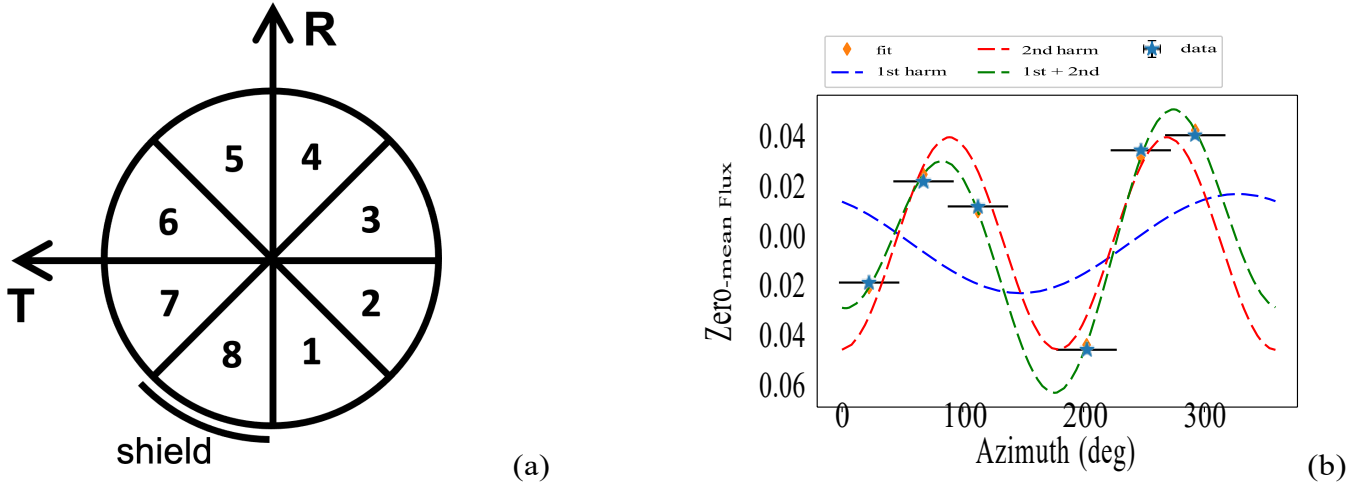 R
5 4
6 3
T
7 2
8 1
shield
(a)
fit 2nd harm data
1st harm 1st + 2nd
Zero-mean Flux
0.04
0.02
0.00
0.02
0.04
0.06
0 100 200 300
Azimuth (deg)
(b)